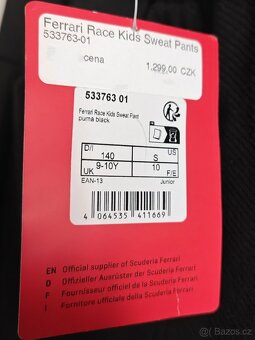 Ferrari Race Kids Sweat Pants
533763-01
cena 1.299,00 CZK
533763 01
Ferrari Race Kids Sweat Pant
puma black
D/I 140 S US
UK 9-10Y 10 F/E
EAN-13 Junior
4 064535 411669
EN Official supplier of Scuderia Ferrari
D Offizieller Ausrüster der Scuderia Ferrari
F Fournisseur officiel de la Scuderia Ferrari
I Fornitore ufficiale della Scuderia Ferrari
Bazoš.cz